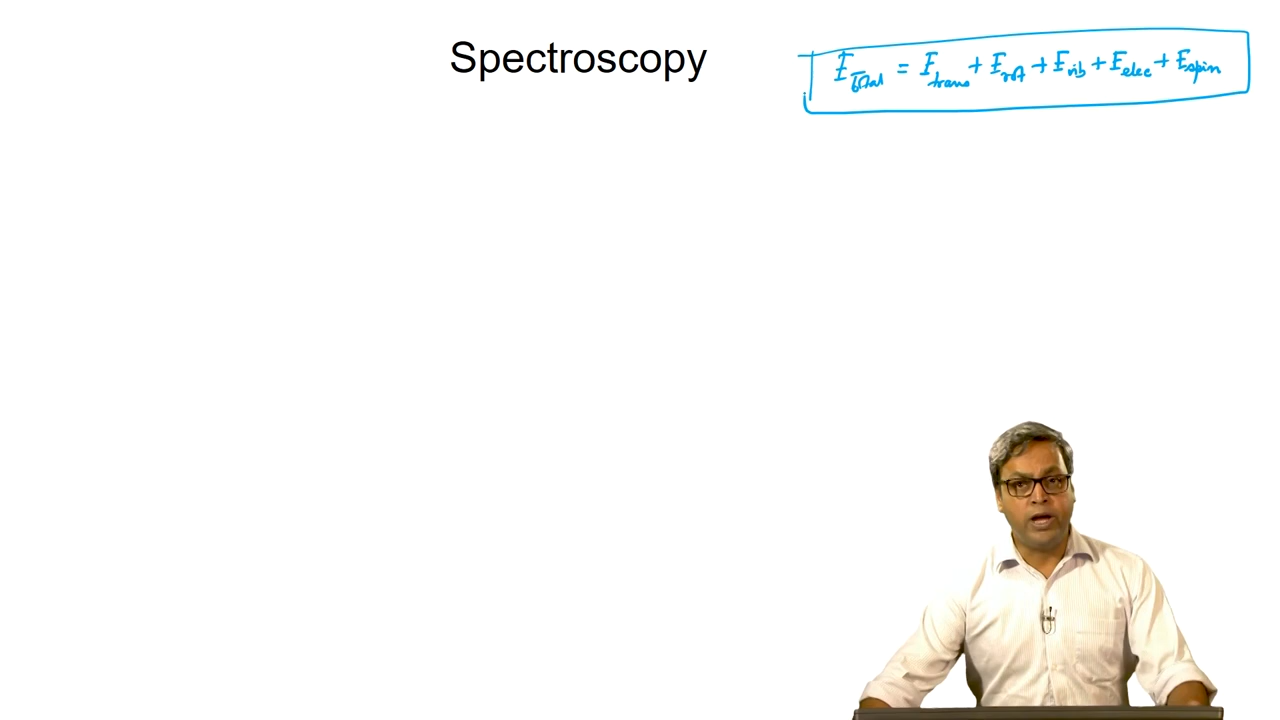 Spectroscopy
E_Total = E_trans + E_rot + E_vib + E_elec + E_spin